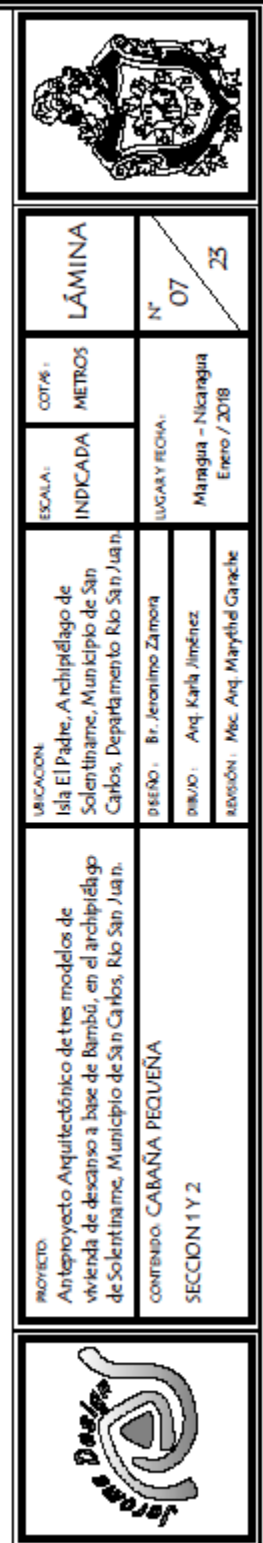 Jerome Design
PROYECTO:
Anteproyecto Arquitectónico de tres modelos de
vivienda de descanso a base de Bambú, en el archipiélago
de Solentiname, Municipio de San Carlos, Río San Juan.
CONTENIDO: CABAÑA PEQUEÑA
SECCION 1 Y 2
UBICACION:
Isla El Padre, Archipiélago de
Solentiname, Municipio de San
Carlos, Departamento Río San Juan.
DISEÑO : Br. Jeronimo Zamora
DIBUJO : Arq. Karla Jiménez
REVISIÓN : Msc. Arq. Marythel Garache
ESCALA :
INDICADA
COTAS :
METROS
LUGAR Y FECHA :
Managua - Nicaragua
Enero / 2018
LÁMINA
N°
07
23